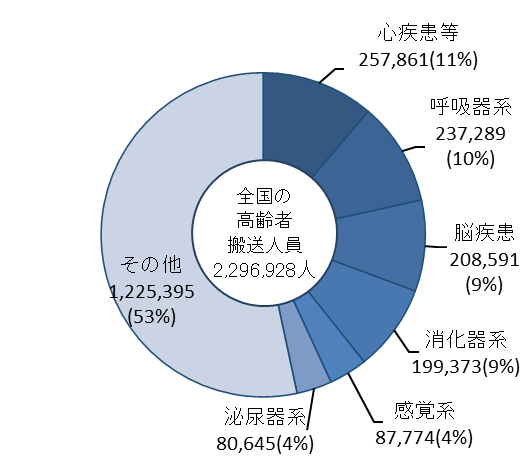 心疾患等
257,861(11%)
呼吸器系
237,289
(10%)
脳疾患
208,591
(9%)
消化器系
199,373(9%)
感覚系
87,774(4%)
泌尿器系
80,645(4%)
その他
1,225,395
(53%)
全国の
高齢者
搬送人員
2,296,928人